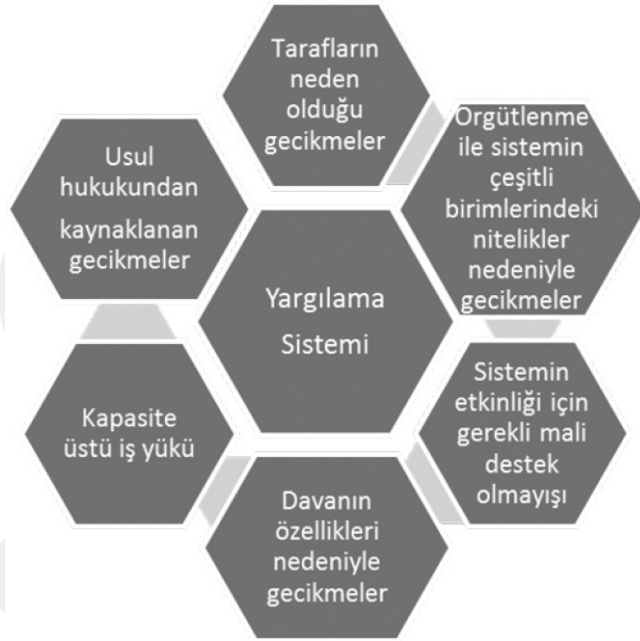 Tarafların
neden
olduğu
gecikmeler
Örgütlenme
ile sistemin
çeşitli
birimlerindeki
nitelikler
nedeniyle
gecikmeler
Sistemin
etkinliği için
gerekli mali
destek
olmayışı
Davanın
özellikleri
nedeniyle
gecikmeler
Kapasite
üstü iş yükü
Usul
hukukundan
kaynaklanan
gecikmeler
Yargılama
Sistemi